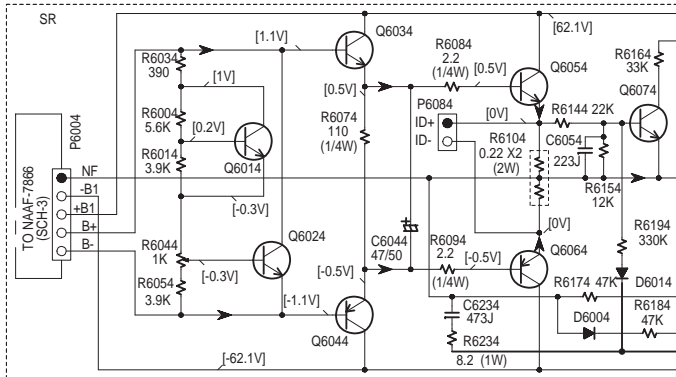 SR
[1.1V]
Q6034
[62.1V]
R6034
390
[1V]
R6084
2.2
(1/4W)
[0.5V]
Q6054
R6164
33K
P6004
R6004
5.6K
[0.2V]
[0.5V]
R6074
110
(1/4W)
P6084
ID+
ID-
[0V]
R6144 22K
Q6074
R6014
3.9K
Q6014
R6104
0.22 X2
(2W)
C6054
223J
TO NAAF-7866
(SCH-3)
NF
-B1
+B1
B+
B-
[-0.3V]
R6154
12K
R6044
1K
Q6024
C6044
47/50
R6094
2.2
(1/4W)
[-0.5V]
[0V]
Q6064
R6194
330K
[-0.3V]
[-0.5V]
R6054
3.9K
[-1.1V]
R6174 47K
D6014
C6234
473J
D6004
R6184
47K
Q6044
R6234
8.2 (1W)
[-62.1V]